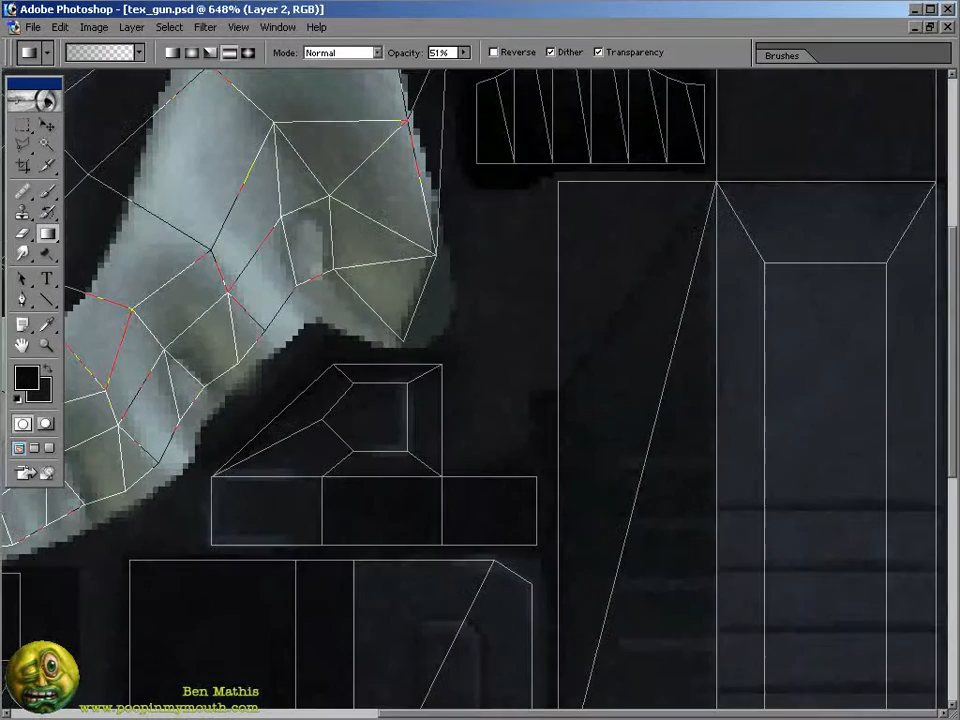 Adobe Photoshop - [tex_gun.psd @ 648% (Layer 2, RGB)]
File Edit Image Layer Select Filter View Window Help
Mode: Normal Opacity: 51% Reverse Dither Transparency Brushes
T
Ben Mathis
www.poopinmymouth.com